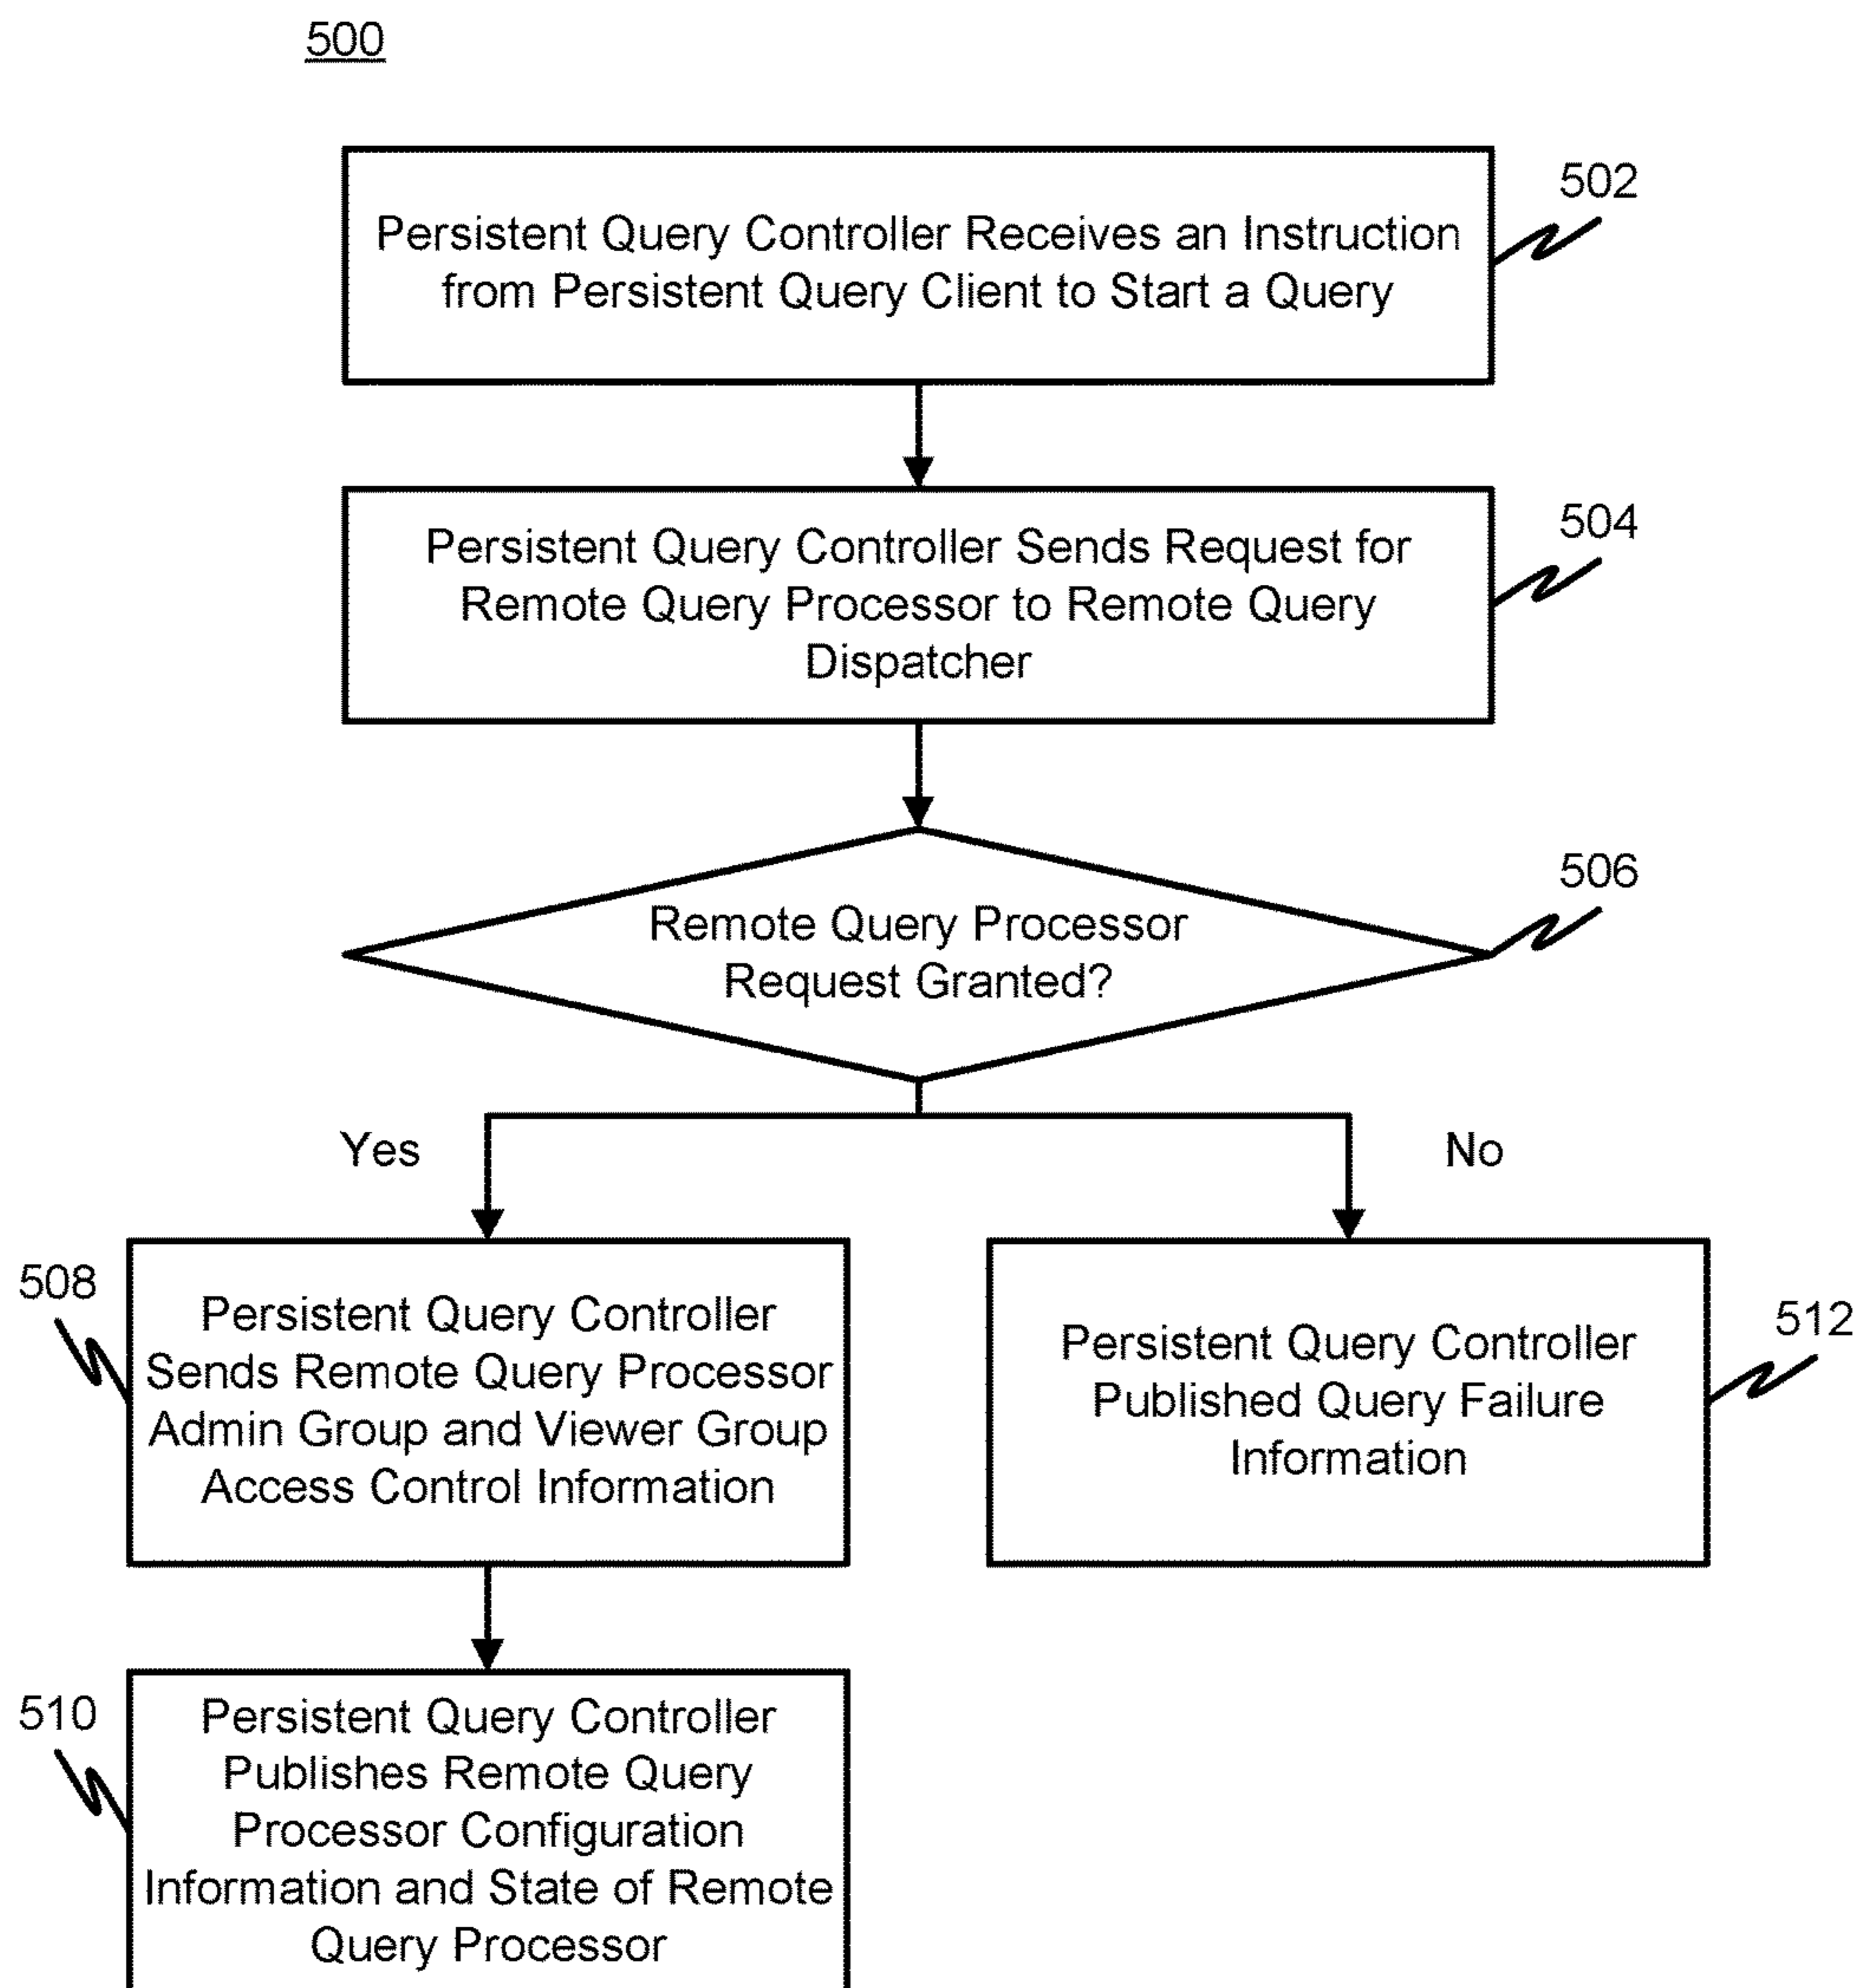 500
Persistent Query Controller Receives an Instruction
from Persistent Query Client to Start a Query
502
Persistent Query Controller Sends Request for
Remote Query Processor to Remote Query
Dispatcher
504
Remote Query Processor
Request Granted?
506
Yes
No
508
Persistent Query Controller
Sends Remote Query Processor
Admin Group and Viewer Group
Access Control Information
Persistent Query Controller
Published Query Failure
Information
512
510
Persistent Query Controller
Publishes Remote Query
Processor Configuration
Information and State of Remote
Query Processor